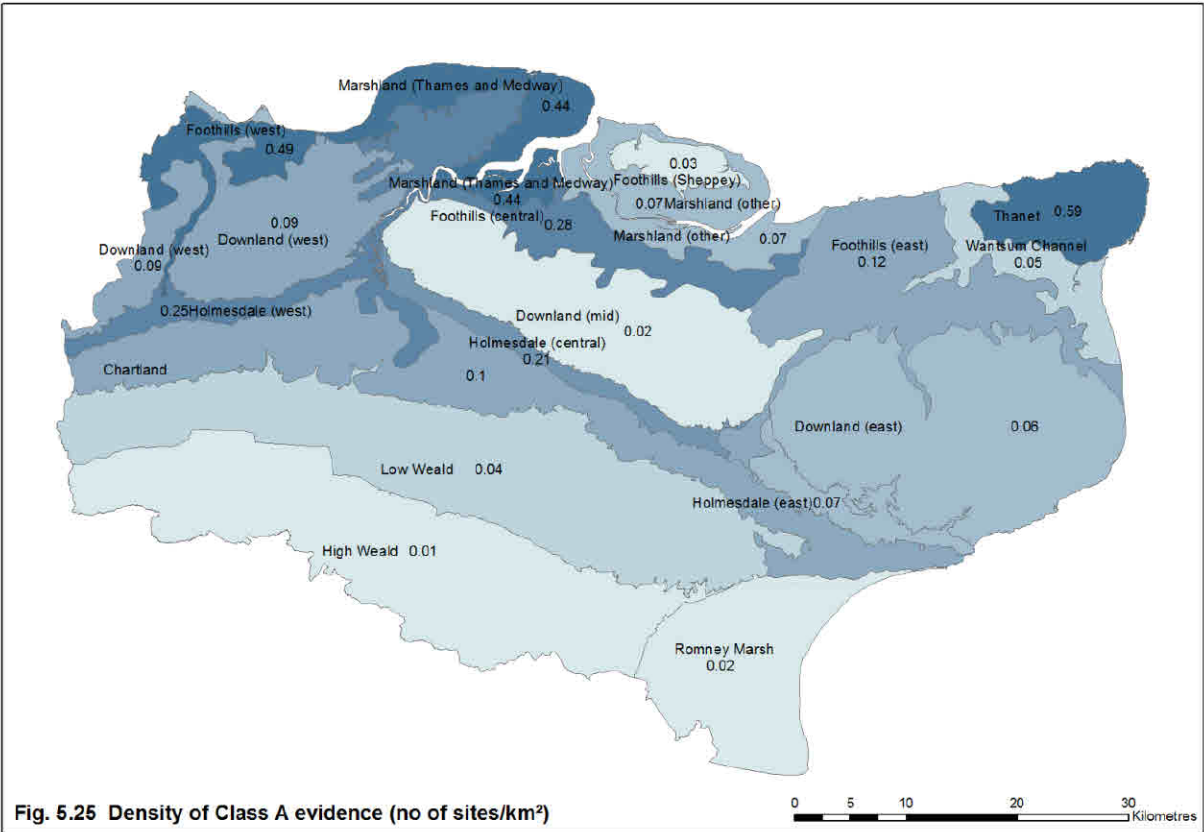 Marshland (Thames and Medway)
0.44
Foothills (west)
0.49
0.03
Foothills (Sheppey)
Marshland (Thames and Medway)
0.44
0.07Marshland (other)
Foothills (central)
0.28
Marshland (other)
0.07
Thanet
0.59
0.09
Downland (west)
Downland (west)
0.09
Foothills (east)
0.12
Wantsum Channel
0.05
0.25Holmesdale (west)
Downland (mid)
0.02
Holmesdale (central)
0.21
Chartland
0.1
Downland (east)
0.06
Low Weald 0.04
Holmesdale (east)0.07
High Weald 0.01
Romney Marsh
0.02
Fig. 5.25 Density of Class A evidence (no of sites/km²)
0 5 10 20 30
Kilometres